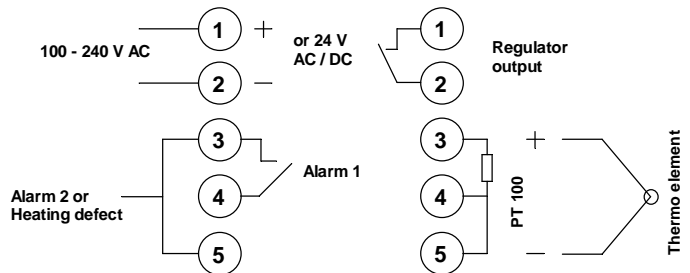 1
+
or 24 V
AC / DC
100 - 240 V AC
2
–
1
2
Regulator
output
3
4
5
Alarm 1
Alarm 2 or
Heating defect
3
4
5
PT 100
+
–
Thermo element